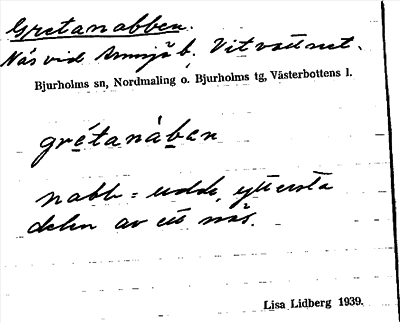 Gretanabben.
Näs vid Armsjö b, Vitvattnet.
Bjurholms sn, Nordmaling o. Bjurholms tg, Västerbottens l.
grétanàben
nabb = udde, yttersta
delen av ett näs.
Lisa Lidberg 1939.